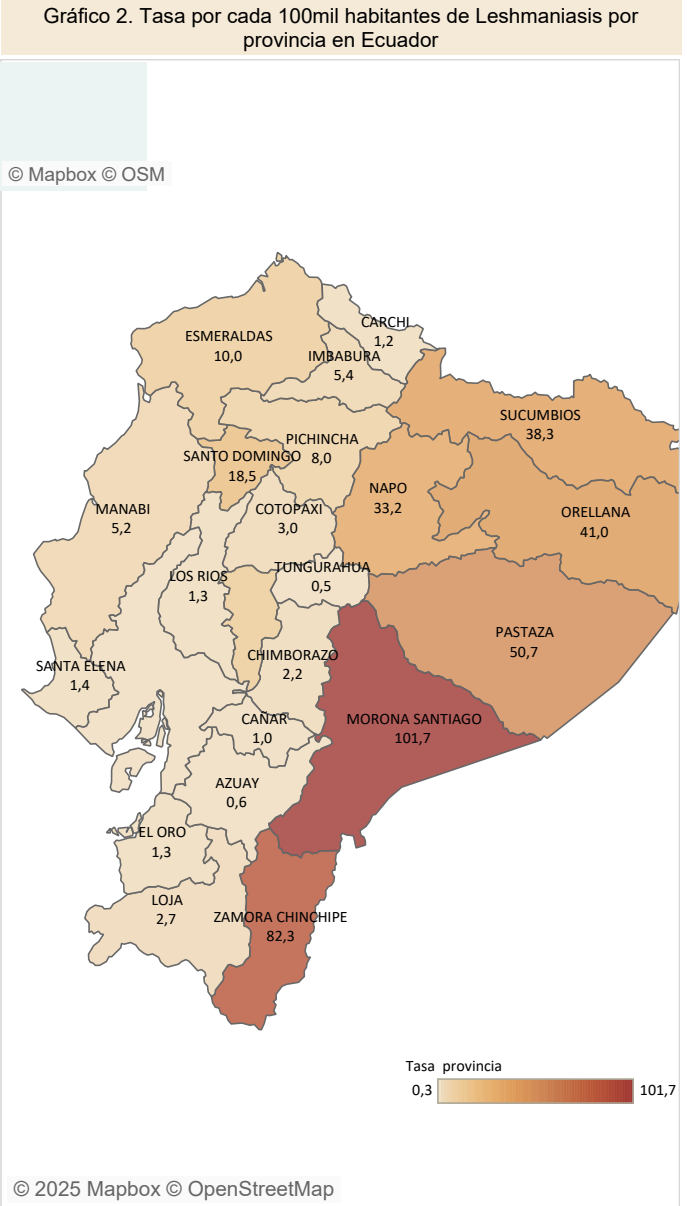 Gráfico 2. Tasa por cada 100mil habitantes de Leshmaniasis por
provincia en Ecuador
© Mapbox © OSM
CARCHI
1,2
ESMERALDAS
10,0
IMBABURA
5,4
SUCUMBIOS
38,3
PICHINCHA
8,0
SANTO DOMINGO
18,5
NAPO
33,2
MANABI
5,2
COTOPAXI
3,0
ORELLANA
41,0
LOS RIOS
1,3
TUNGURAHUA
0,5
PASTAZA
50,7
SANTA ELENA
1,4
CHIMBORAZO
2,2
CAÑAR
1,0
MORONA SANTIAGO
101,7
AZUAY
0,6
EL ORO
1,3
LOJA
2,7
ZAMORA CHINCHIPE
82,3
Tasa provincia
0,3
101,7
© 2025 Mapbox © OpenStreetMap